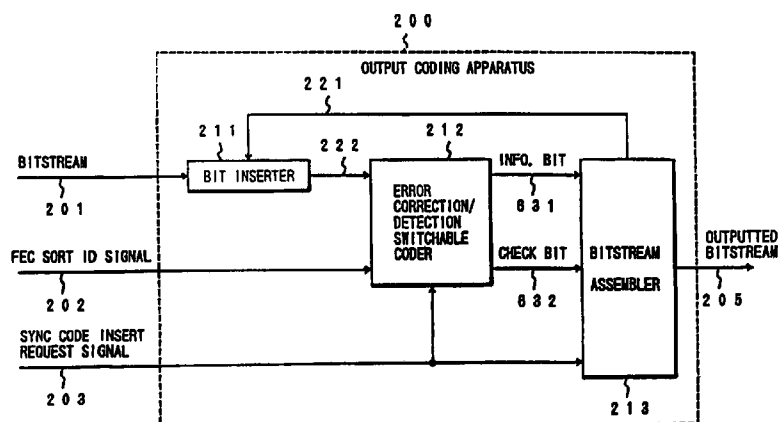 200
OUTPUT CODING APPARATUS
221
211
222
212
BITSTREAM
BIT INSERTER
INFO. BIT
201
631
ERROR
CORRECTION/
DETECTION
SWITCHABLE
CODER
FEC SORT ID SIGNAL
CHECK BIT
BITSTREAM
ASSEMBLER
OUTPUTTED
BITSTREAM
202
632
205
SYNC CODE INSERT
REQUEST SIGNAL
203
213